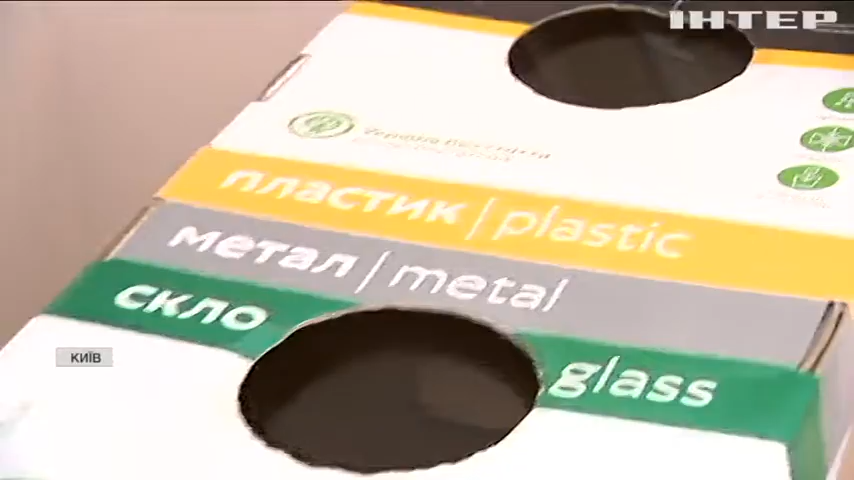 ІНТЕР
пластик | plastic
метал | metal
скло glass
КИЇВ